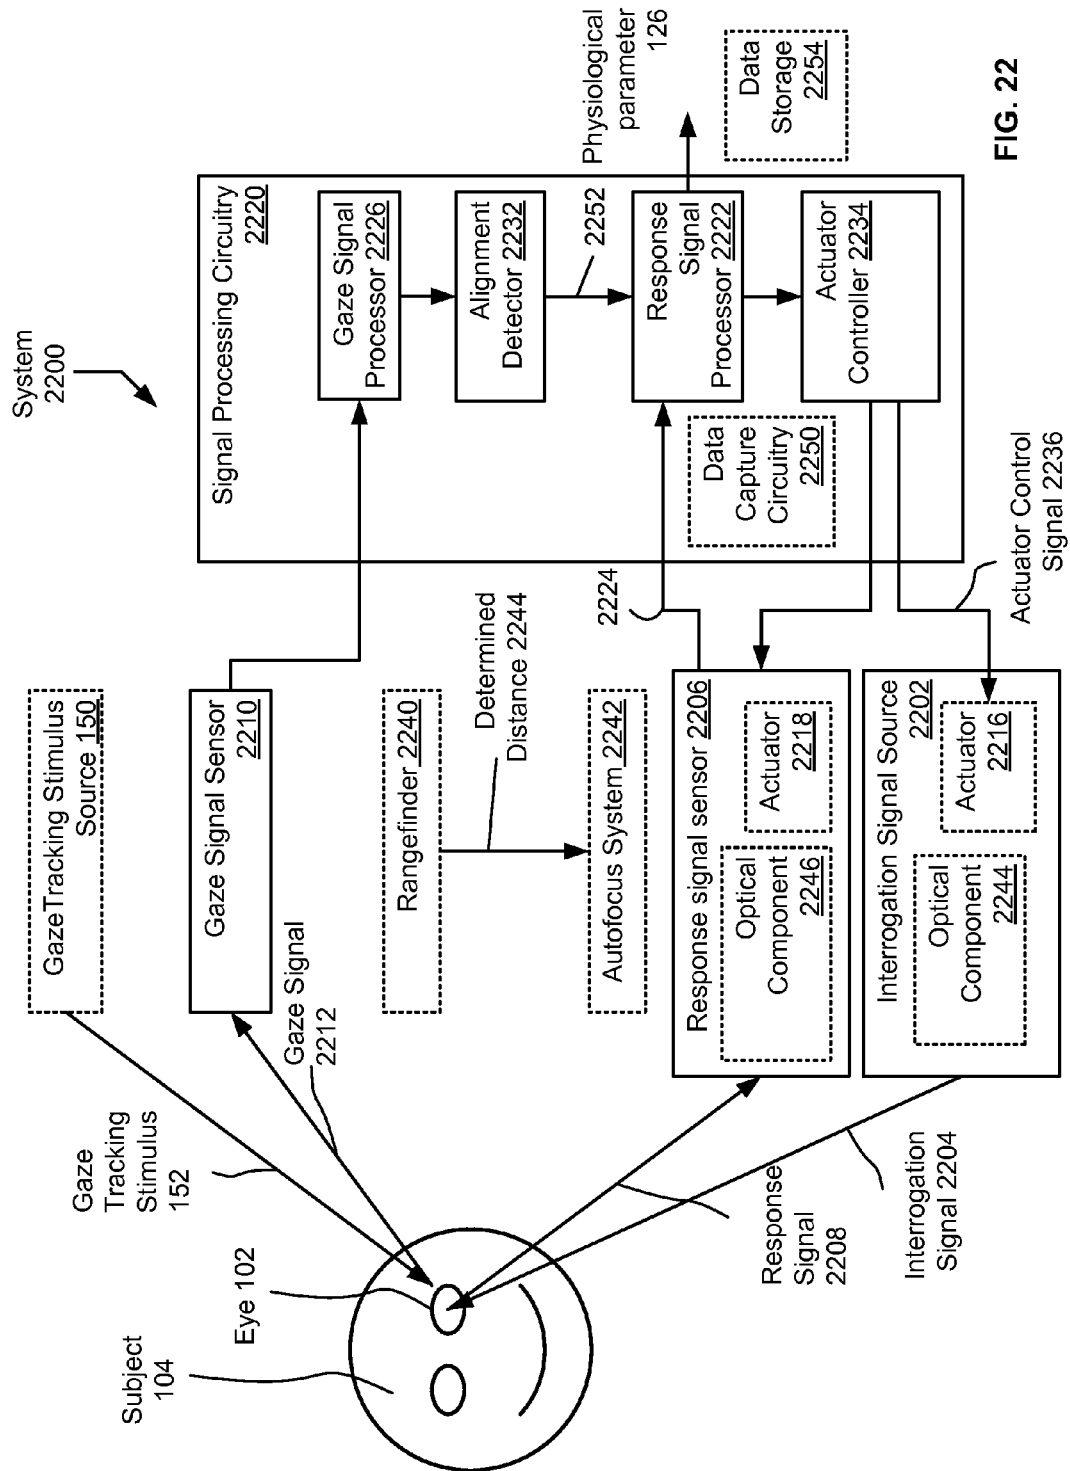 System
2200
Subject
104
Eye 102
Gaze
Tracking
Stimulus
152
GazeTracking Stimulus
Source 150
Gaze Signal
2212
Gaze Signal Sensor
2210
Rangefinder 2240
Determined
Distance 2244
Autofocus System 2242
Response
Signal
2208
Response signal sensor 2206
Optical
Component
2246
Actuator
2218
Interrogation
Signal 2204
Interrogation Signal Source
2202
Optical
Component
2244
Actuator
2216
2224
Actuator Control
Signal 2236
Signal Processing Circuitry
2220
Gaze Signal
Processor 2226
Alignment
Detector 2232
2252
Data
Capture
Circuitry
2250
Response
Signal
Processor 2222
Actuator
Controller 2234
Physiological
parameter
126
Data
Storage
2254
FIG. 22